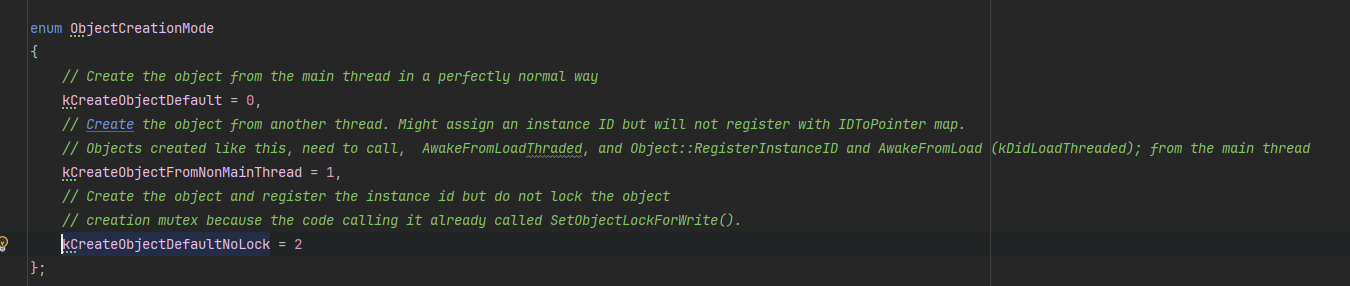 enum ObjectCreationMode
{
// Create the object from the main thread in a perfectly normal way
kCreateObjectDefault = 0,
// Create the object from another thread. Might assign an instance ID but will not register with IDToPointer map.
// Objects created like this, need to call,  AwakeFromLoadThraded, and Object::RegisterInstanceID and AwakeFromLoad (kDidLoadThreaded); from the main thread
kCreateObjectFromNonMainThread = 1,
// Create the object and register the instance id but do not lock the object
// creation mutex because the code calling it already called SetObjectLockForWrite().
kCreateObjectDefaultNoLock = 2
};